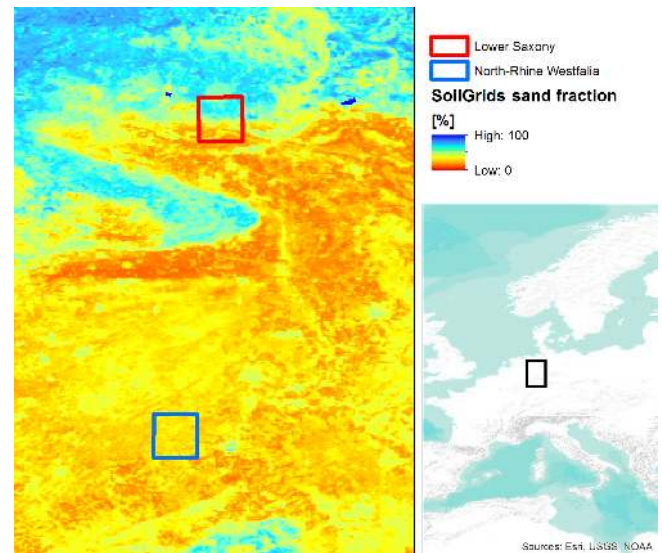 Lower Saxony
North-Rhine Westfalia
SoilGrids sand fraction
[%]
High: 100
Low: 0
Sources: Esri, USGS, NOAA